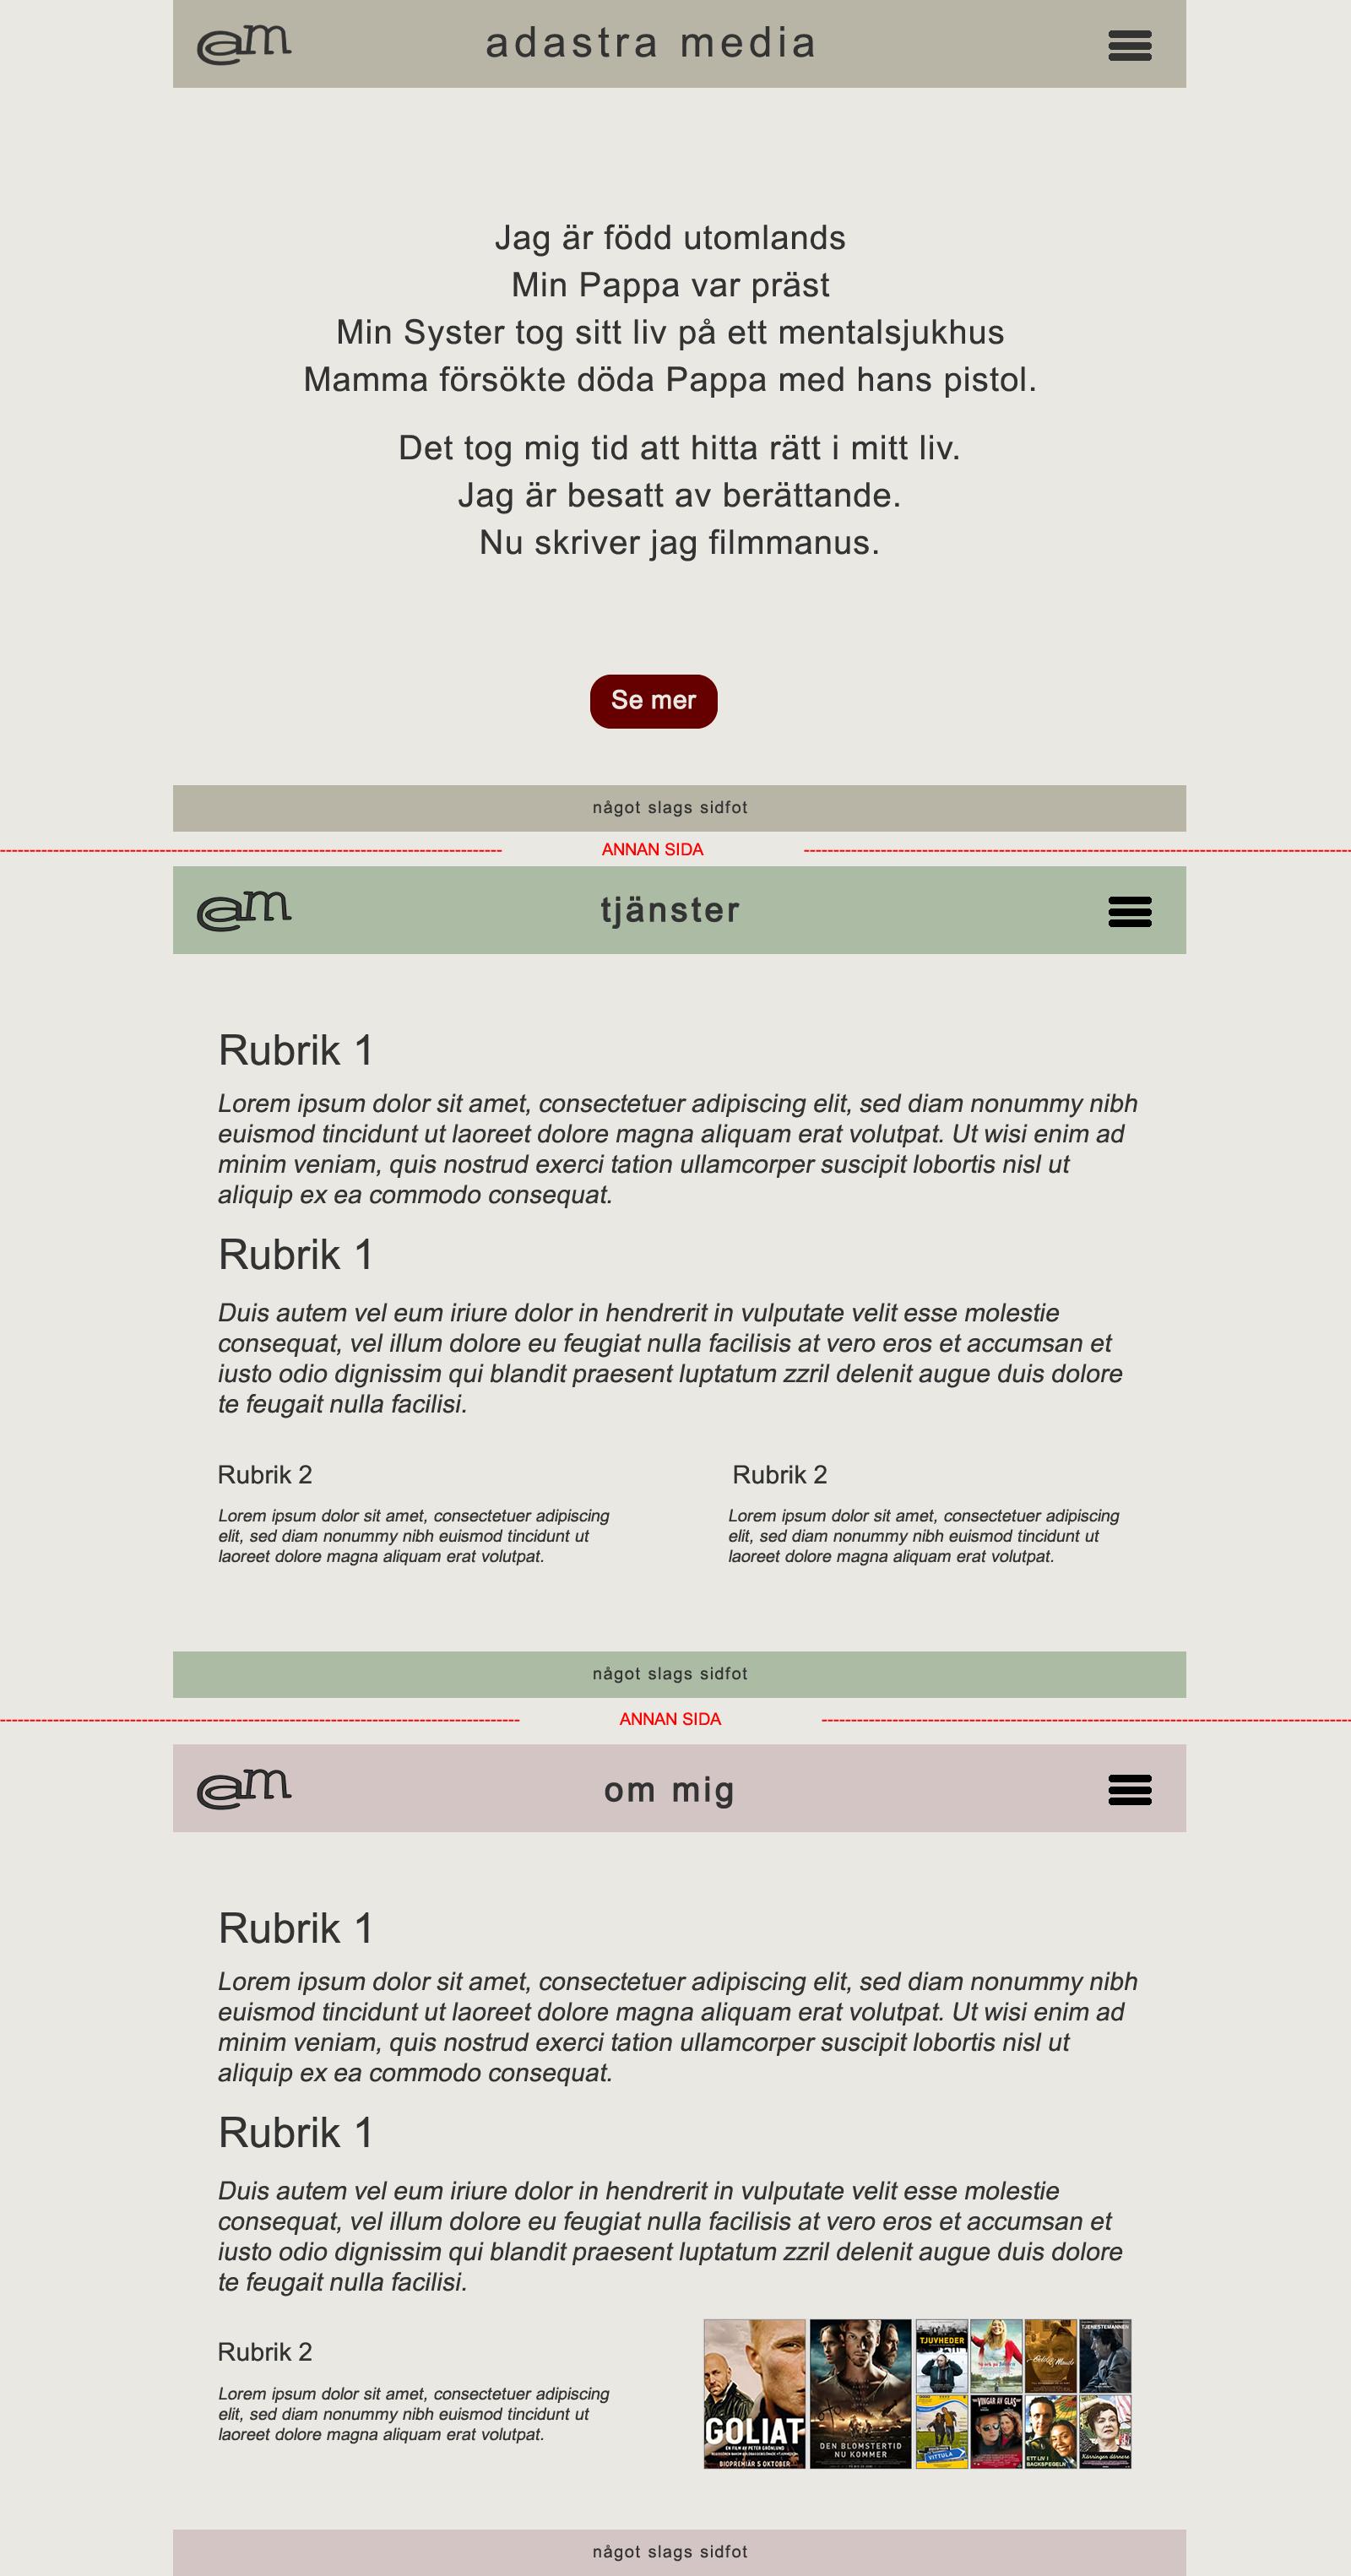 am
adastra media
Jag är född utomlands
Min Pappa var präst
Min Syster tog sitt liv på ett mentalsjukhus
Mamma försökte döda Pappa med hans pistol.
Det tog mig tid att hitta rätt i mitt liv.
Jag är besatt av berättande.
Nu skriver jag filmmanus.
Se mer
något slags sidfot
ANNAN SIDA
am
tjänster
Rubrik 1
Lorem ipsum dolor sit amet, consectetuer adipiscing elit, sed diam nonummy nibh
euismod tincidunt ut laoreet dolore magna aliquam erat volutpat. Ut wisi enim ad
minim veniam, quis nostrud exerci tation ullamcorper suscipit lobortis nisl ut
aliquip ex ea commodo consequat.
Rubrik 1
Duis autem vel eum iriure dolor in hendrerit in vulputate velit esse molestie
consequat, vel illum dolore eu feugiat nulla facilisis at vero eros et accumsan et
iusto odio dignissim qui blandit praesent luptatum zzril delenit augue duis dolore
te feugait nulla facilisi.
Rubrik 2
Lorem ipsum dolor sit amet, consectetuer adipiscing
elit, sed diam nonummy nibh euismod tincidunt ut
laoreet dolore magna aliquam erat volutpat.
Rubrik 2
Lorem ipsum dolor sit amet, consectetuer adipiscing
elit, sed diam nonummy nibh euismod tincidunt ut
laoreet dolore magna aliquam erat volutpat.
något slags sidfot
ANNAN SIDA
am
om mig
Rubrik 1
Lorem ipsum dolor sit amet, consectetuer adipiscing elit, sed diam nonummy nibh
euismod tincidunt ut laoreet dolore magna aliquam erat volutpat. Ut wisi enim ad
minim veniam, quis nostrud exerci tation ullamcorper suscipit lobortis nisl ut
aliquip ex ea commodo consequat.
Rubrik 1
Duis autem vel eum iriure dolor in hendrerit in vulputate velit esse molestie
consequat, vel illum dolore eu feugiat nulla facilisis at vero eros et accumsan et
iusto odio dignissim qui blandit praesent luptatum zzril delenit augue duis dolore
te feugait nulla facilisi.
Rubrik 2
Lorem ipsum dolor sit amet, consectetuer adipiscing
elit, sed diam nonummy nibh euismod tincidunt ut
laoreet dolore magna aliquam erat volutpat.
GOLIAT
EN FILM AV PETER GRÖNLUND
BIOPREMIÄR 5 OKTOBER
DEN BLOMSTERTID
NU KOMMER
TJUVHEDER
TJENESTEMANNEN
VITTULA
VINGAR AV GLAS
ETT LIV I
BACKSPEGELN
Kärringen därnere
något slags sidfot